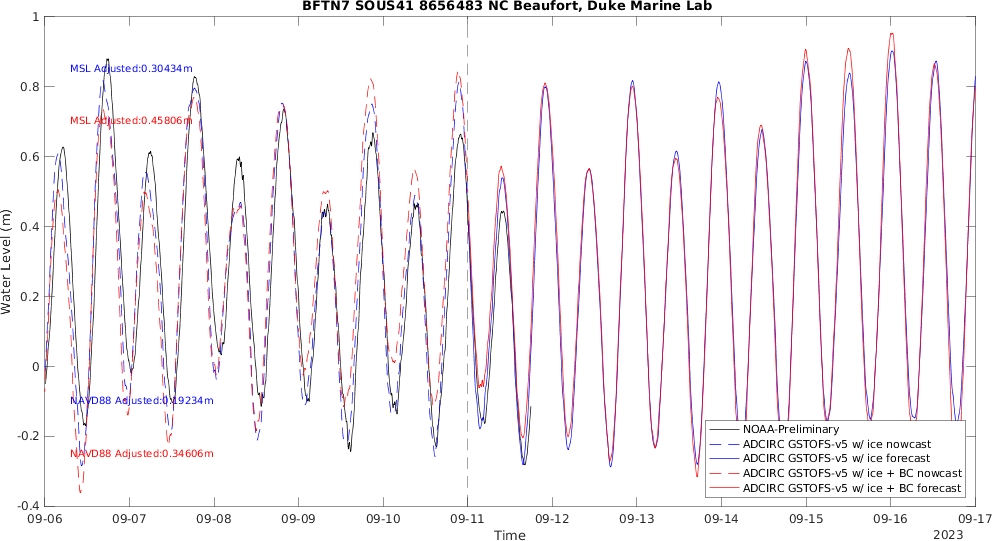 BFTN7 SOUS41 8656483 NC Beaufort, Duke Marine Lab
1
0.8
0.6
0.4
0.2
0
-0.2
-0.4
Water Level (m)
MSL Adjusted:0.30434m
MSL Adjusted:0.45806m
NAVD88 Adjusted:0.19234m
NAVD88 Adjusted:0.34606m
NOAA-Preliminary
ADCIRC GSTOFS-v5 w/ ice nowcast
ADCIRC GSTOFS-v5 w/ ice forecast
ADCIRC GSTOFS-v5 w/ ice + BC nowcast
ADCIRC GSTOFS-v5 w/ ice + BC forecast
09-06 09-07 09-08 09-09 09-10 09-11 09-12 09-13 09-14 09-15 09-16 09-17
Time
2023